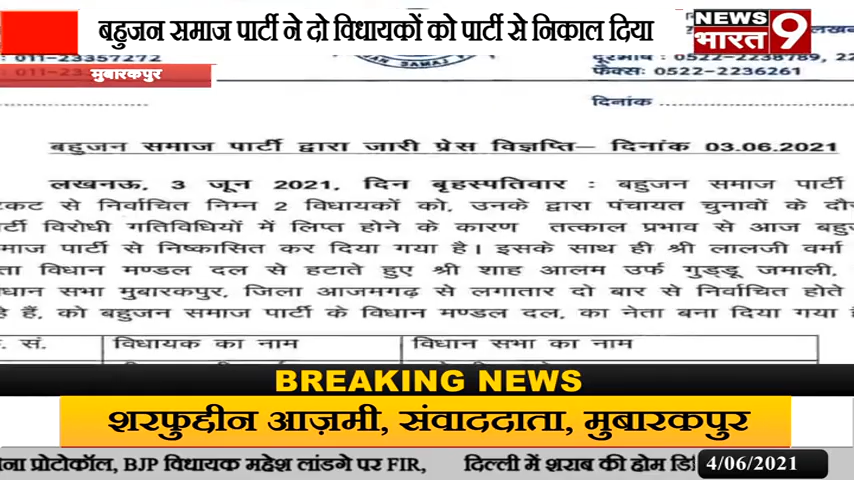 बहुजन समाज पार्टी ने दो विधायकों को पार्टी से निकाल दिया
NEWS
भारत 9
: 011-23357272
मुबारकपुर
फैक्सः 0522-2236261
दिनांक
बहुजन समाज पार्टी द्वारा जारी प्रेस विज्ञप्ति– दिनांक 03.06.2021
लखनऊ, 3 जून 2021, दिन बृहस्पतिवार : बहुजन समाज पार्टी
से निर्वाचित निम्न 2 विधायकों को, उनके द्वारा पंचायत चुनावों के
विरोधी गतिविधियों में लिप्त होने के कारण तत्काल प्रभाव से आज
पार्टी से निष्कासित कर दिया गया है। इसके साथ ही श्री लालजी वर्मा
विधान मण्डल दल से हटाते हुए श्री शाह आलम उर्फ गुड्डू जमाली,
सभा मुबारकपुर, जिला आजमगढ़ से लगातार दो बार से निर्वाचित होते
हैं, को बहुजन समाज पार्टी के विधान मण्डल दल, का नेता बना दिया गया
सं. विधायक का नाम विधान सभा का नाम
BREAKING NEWS
शरफुद्दीन आज़मी, संवाददाता, मुबारकपुर
प्रोटोकॉल, BJP विधायक महेश लांडगे पर FIR, दिल्ली में शराब की होम
4/06/2021